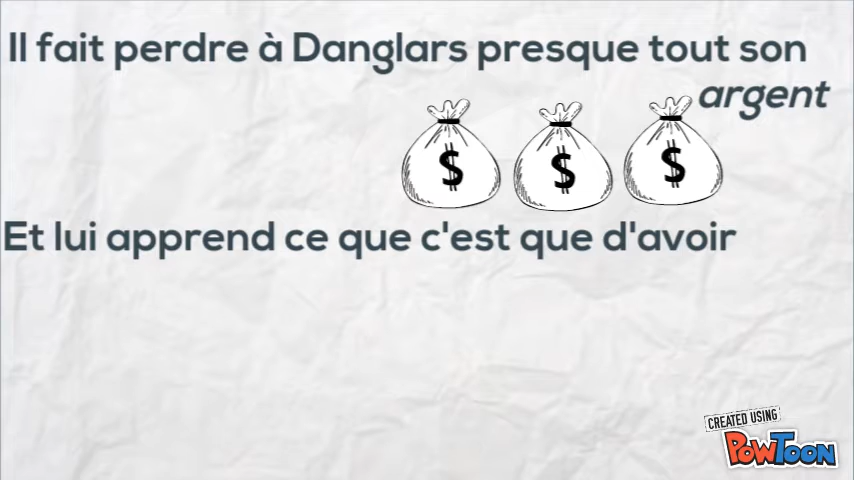 Il fait perdre à Danglars presque tout son
argent
$ $ $
Et lui apprend ce que c'est que d'avoir
CREATED USING
POWTOON